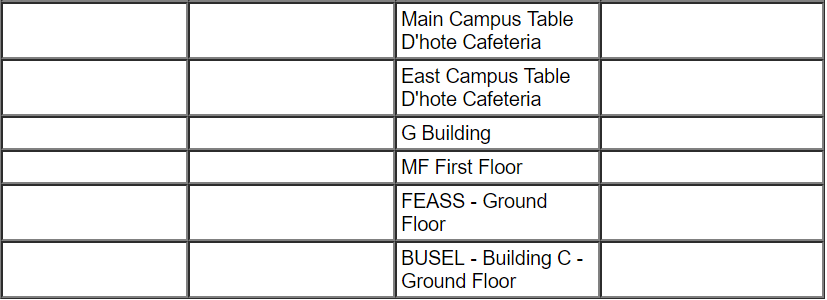 Main Campus Table
D'hote Cafeteria
East Campus Table
D'hote Cafeteria
G Building
MF First Floor
FEASS - Ground
Floor
BUSEL - Building C -
Ground Floor